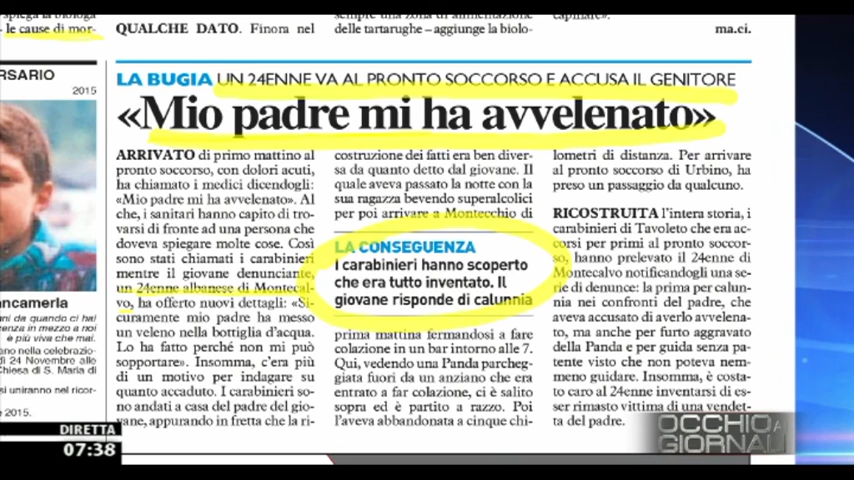 spiega la biologa
le cause di mor-
QUALCHE DATO. Finora nel
sempre una zona di alimentazione
delle tartarughe – aggiunge la biolo-
ma.ci.
ERSARIO
2015
ancamerla
cenza in mezzo a noi
è più viva che mai.
ano nella celebrazio-
dì 24 Novembre alle
Chiesa di S. Maria di
si uniranno nel ricor-
2015.
LA BUGIA UN 24ENNE VA AL PRONTO SOCCORSO E ACCUSA IL GENITORE
«Mio padre mi ha avvelenato»
ARRIVATO di primo mattino al
pronto soccorso, con dolori acuti,
ha chiamato i medici dicendogli:
«Mio padre mi ha avvelenato». Al
che, i sanitari hanno capito di tro-
varsi di fronte ad una persona che
doveva spiegare molte cose. Così
sono stati chiamati i carabinieri
mentre il giovane denunciante,
un 24enne albanese di Montecal-
vo, ha offerto nuovi dettagli: «Si-
curamente mio padre ha messo
un veleno nella bottiglia d'acqua.
Lo ha fatto perché non mi può
sopportare». Insomma, c'era più
di un motivo per indagare su
quanto accaduto. I carabinieri so-
no andati a casa del padre del gio-
vane, appurando in fretta che la ri-
costruzione dei fatti era ben diver-
sa da quanto detto dal giovane. Il
quale aveva passato la notte con la
sua ragazza bevendo superalcolici
per poi arrivare a Montecchio di
LA CONSEGUENZA
I carabinieri hanno scoperto
che era tutto inventato. Il
giovane risponde di calunnia
prima mattina fermandosi a fare
colazione in un bar intorno alle 7.
Qui, vedendo una Panda parcheg-
giata fuori da un anziano che era
entrato a far colazione, ci è salito
sopra ed è partito a razzo. Poi
l'aveva abbandonata a cinque chi-
lometri di distanza. Per arrivare
al pronto soccorso di Urbino, ha
preso un passaggio da qualcuno.
RICOSTRUITA l'intera storia, i
carabinieri di Tavoleto che era ac-
corsi per primi al pronto soccor-
so, hanno prelevato il 24enne di
Montecalvo notificandogli una se-
rie di denunce: la prima per calun-
nia nei confronti del padre, che
aveva accusato di averlo avvelena-
to, ma anche per furto aggravato
della Panda e per guida senza pa-
tente visto che non poteva nem-
meno guidare. Insomma, è costa-
to caro al 24enne inventarsi di es-
ser rimasto vittima di una vendet-
ta del padre.
DIRETTA
07:38
OCCHIO AI
GIORNALI